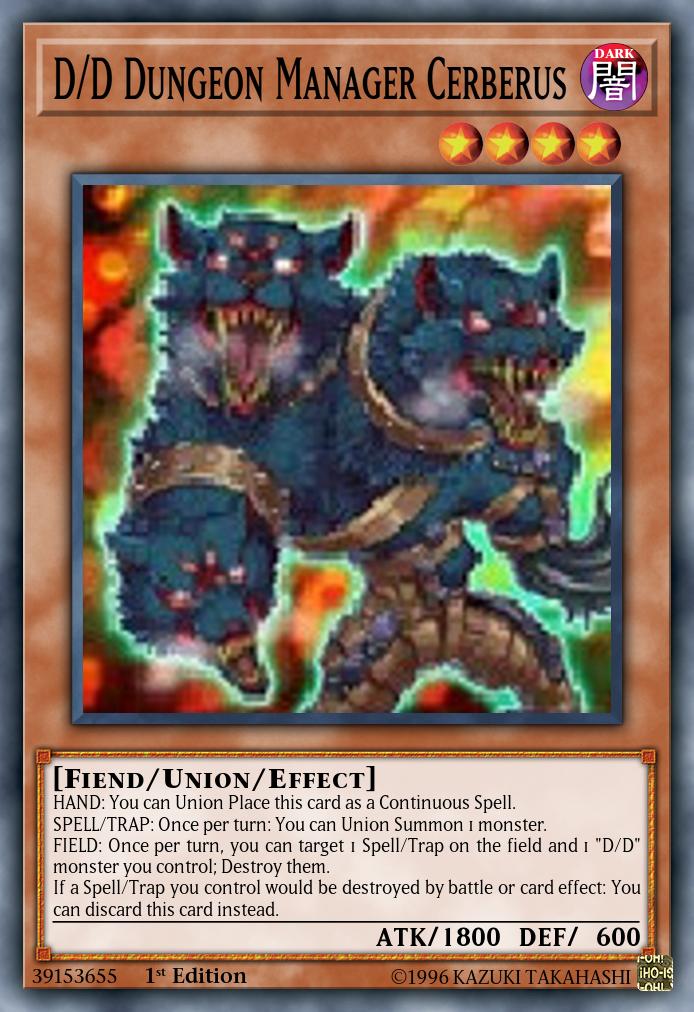 D/D DUNGEON MANAGER CERBERUS
DARK
闇
[FIEND/UNION/EFFECT]
HAND: You can Union Place this card as a Continuous Spell.
SPELL/TRAP: Once per turn: You can Union Summon 1 monster.
FIELD: Once per turn, you can target 1 Spell/Trap on the field and 1 "D/D"
monster you control; Destroy them.
If a Spell/Trap you control would be destroyed by battle or card effect: You
can discard this card instead.
ATK/1800 DEF/ 600
39153655 1st Edition ©1996 KAZUKI TAKAHASHI